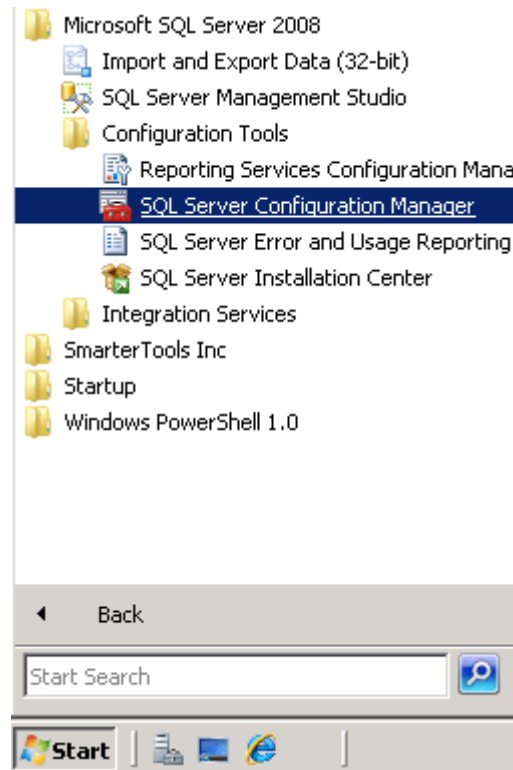 Microsoft SQL Server 2008
Import and Export Data (32-bit)
SQL Server Management Studio
Configuration Tools
Reporting Services Configuration Mana
SQL Server Configuration Manager
SQL Server Error and Usage Reporting
SQL Server Installation Center
Integration Services
SmarterTools Inc
Startup
Windows PowerShell 1.0
Back
Start Search
Start